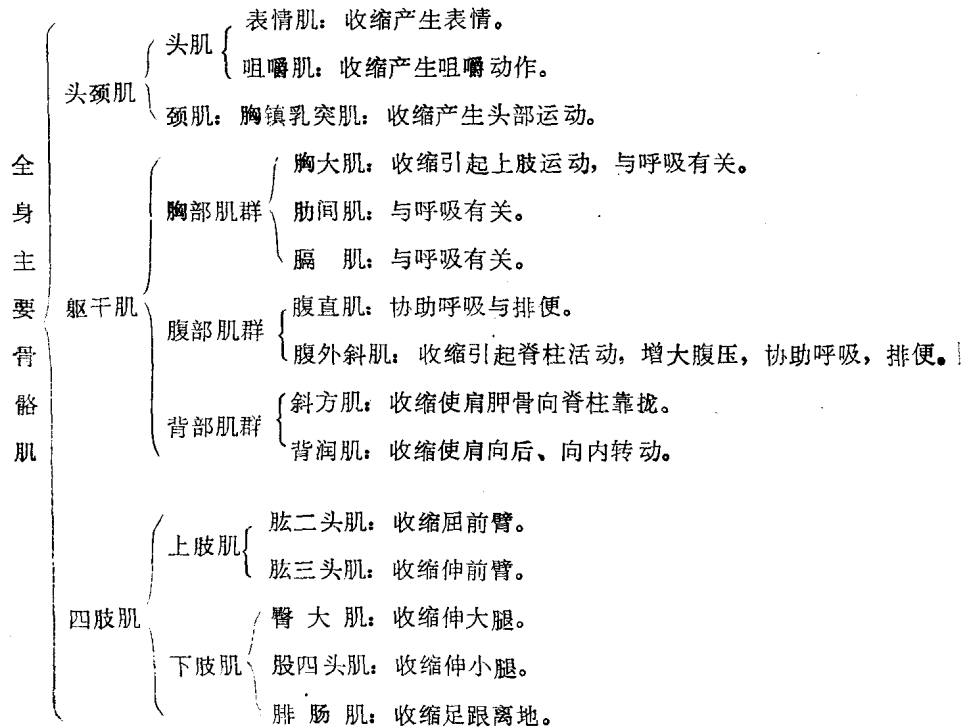 全身主要骨骼肌
头颈肌
头肌
表情肌：收缩产生表情。
咀嚼肌：收缩产生咀嚼动作。
颈肌：胸镇乳突肌：收缩产生头部运动。
躯干肌
胸部肌群
胸大肌：收缩引起上肢运动，与呼吸有关。
肋间肌：与呼吸有关。
膈 肌：与呼吸有关。
腹部肌群
腹直肌：协助呼吸与排便。
腹外斜肌：收缩引起脊柱活动，增大腹压，协助呼吸，排便。
背部肌群
斜方肌：收缩使肩胛骨向脊柱靠拢。
背润肌：收缩使肩向后、向内转动。
四肢肌
上肢肌
肱二头肌：收缩屈前臂。
肱三头肌：收缩伸前臂。
下肢肌
臀大肌：收缩伸大腿。
股四头肌：收缩伸小腿。
腓肠肌：收缩足跟离地。